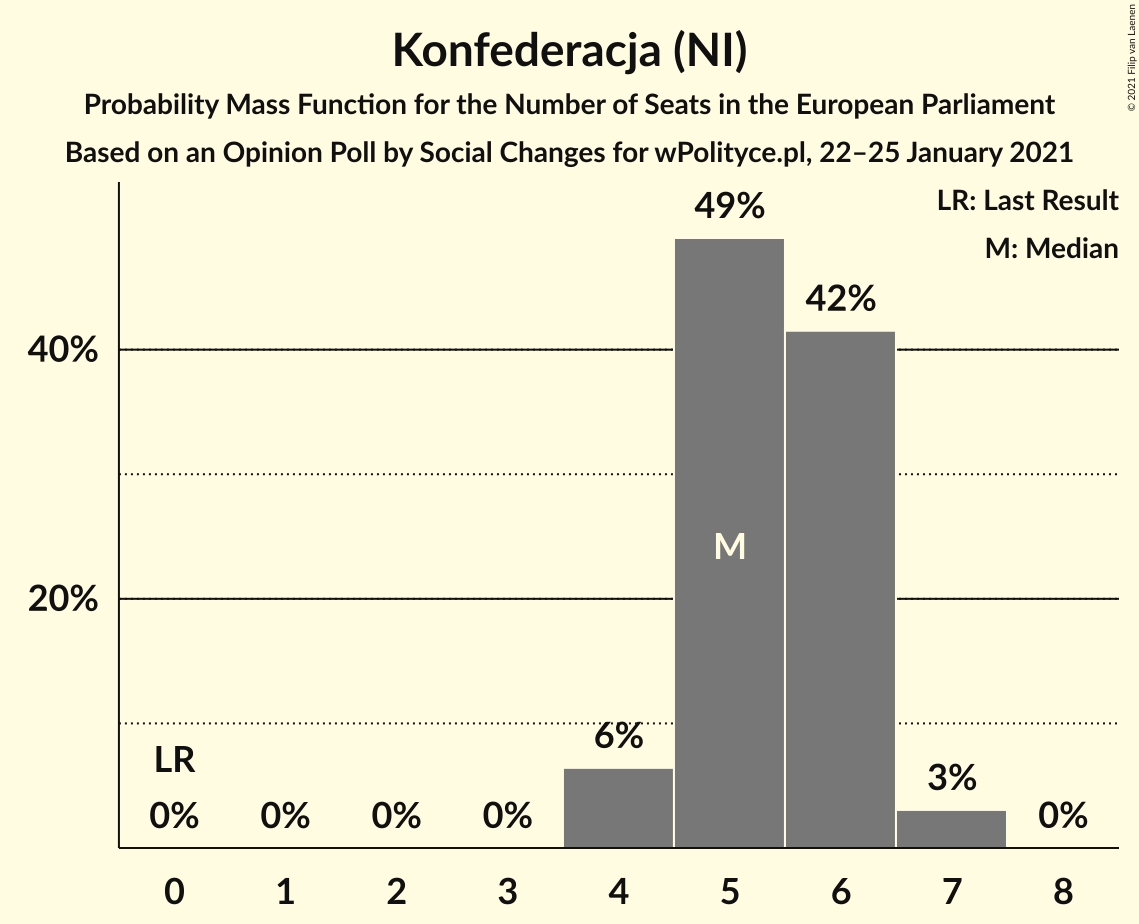 Konfederacja (NI)
Probability Mass Function for the Number of Seats in the European Parliament
Based on an Opinion Poll by Social Changes for wPolityce.pl, 22–25 January 2021
© 2021 Filip van Laenen
LR: Last Result
M: Median
49%
42%
40%
M
20%
6%
LR
3%
0% 0% 0% 0% 0%
0 1 2 3 4 5 6 7 8